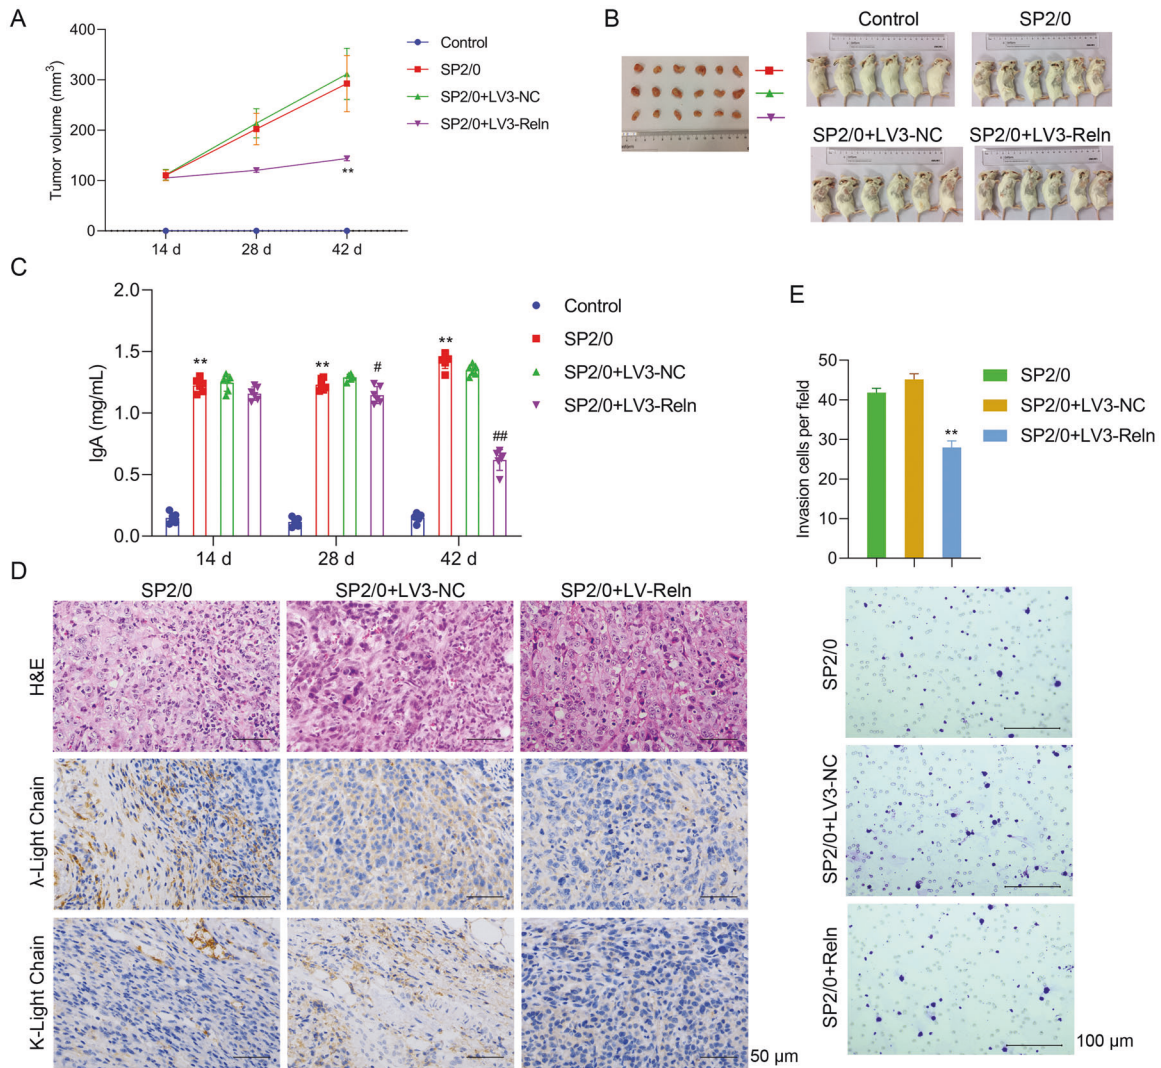 A
400
300
200
100
0
Tumor volume (mm³)
14 d
28 d
42 d
**
Control
SP2/0
SP2/0+LV3-NC
SP2/0+LV3-Reln
B
Control
SP2/0
SP2/0+LV3-NC
SP2/0+LV3-Reln
C
2.0
1.5
1.0
0.5
0.0
IgA (mg/mL)
**
**
#
**
##
14 d
28 d
42 d
Control
SP2/0
SP2/0+LV3-NC
SP2/0+LV3-Reln
E
50
40
30
20
10
0
Invasion cells per field
**
SP2/0
SP2/0+LV3-NC
SP2/0+LV3-Reln
D
SP2/0
SP2/0+LV3-NC
SP2/0+LV-Reln
H&E
λ-Light Chain
K-Light Chain
50 μm
SP2/0
SP2/0+LV3-NC
SP2/0+Reln
100 μm